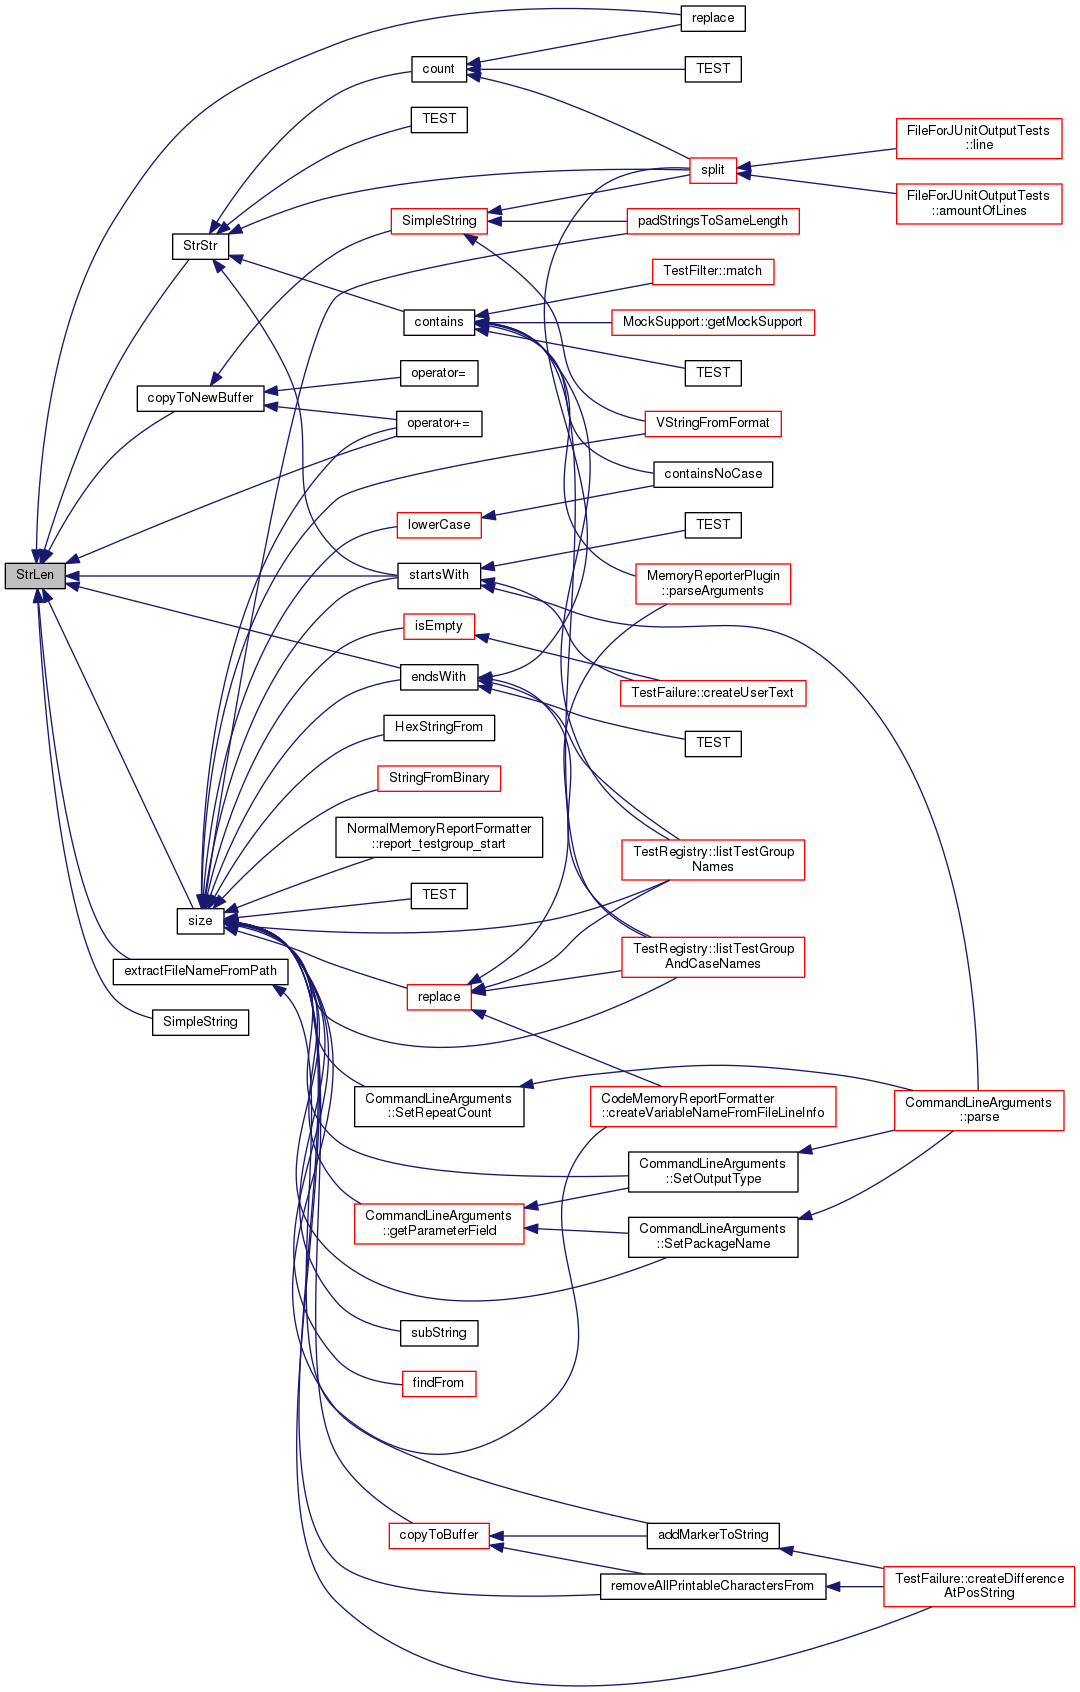 replace
count
TEST
TEST
FileForJUnitOutputTests
::line
split
FileForJUnitOutputTests
::amountOfLines
SimpleString
padStringsToSameLength
StrStr
TestFilter::match
contains
MockSupport::getMockSupport
operator=
TEST
copyToNewBuffer
operator+=
VStringFromFormat
containsNoCase
lowerCase
TEST
StrLen
startsWith
MemoryReporterPlugin
::parseArguments
isEmpty
endsWith
TestFailure::createUserText
HexStringFrom
TEST
StringFromBinary
NormalMemoryReportFormatter
::report_testgroup_start
TestRegistry::listTestGroup
Names
TEST
size
TestRegistry::listTestGroup
AndCaseNames
extractFileNameFromPath
replace
SimpleString
CommandLineArguments
::SetRepeatCount
CodeMemoryReportFormatter
::createVariableNameFromFileLineInfo
CommandLineArguments
::parse
CommandLineArguments
::SetOutputType
CommandLineArguments
::getParameterField
CommandLineArguments
::SetPackageName
subString
findFrom
copyToBuffer
addMarkerToString
removeAllPrintableCharactersFrom
TestFailure::createDifference
AtPosString